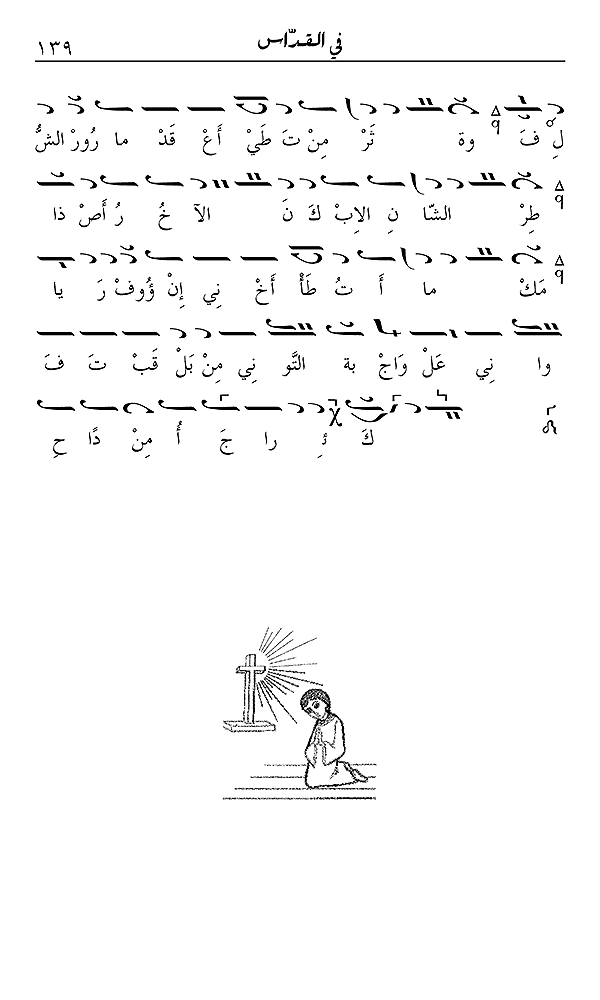 في القدّاس ١٣٩
لِ فَ وة ثَرْ مِنْ تَ طَيْ أَعْ قَدْ ما رُورْ الشُّ
طِرْ الشّا نِ الاِبْ كَ نَ الآ خُ رُ أَصْ ذا
مَكْ ما أَ تُ طَأْ أَخْ نِي إِنْ ؤُوفْ رَ يا
وا نِي عَلْ وَاجْ بة التَّو نِي مِنْ بَلْ قَبْ تَ فَ
كَ ئِ را جَ أُ مِنْ دًا حِ